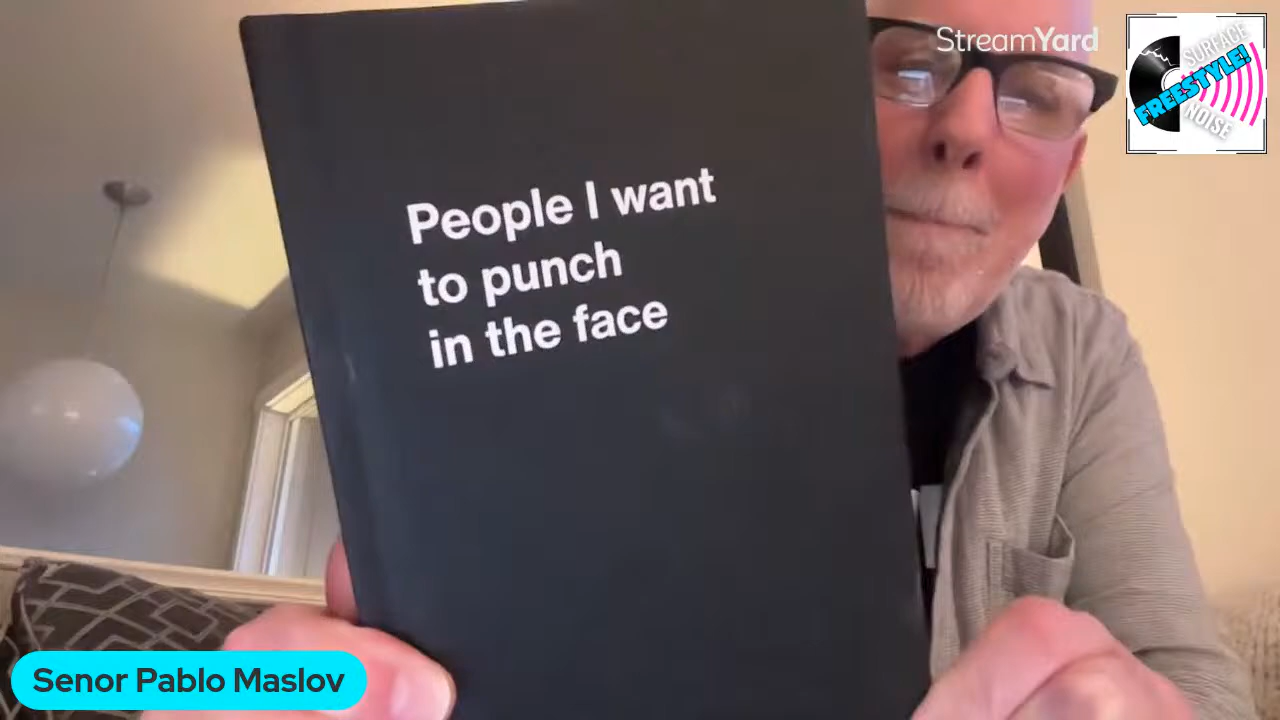 StreamYard
SURFACE
FREESTYLE!
NOISE
People I want
to punch
in the face
Senor Pablo Maslov